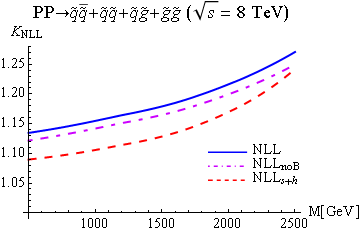 PP→q̃q̃̄+q̃q̃+q̃g̃+g̃g̃ (√s = 8 TeV)
K_NLL
1.25
1.20
1.15
1.10
1.05
NLL
NLL_noB
NLL_s+h
1000 1500 2000 2500 M[GeV]